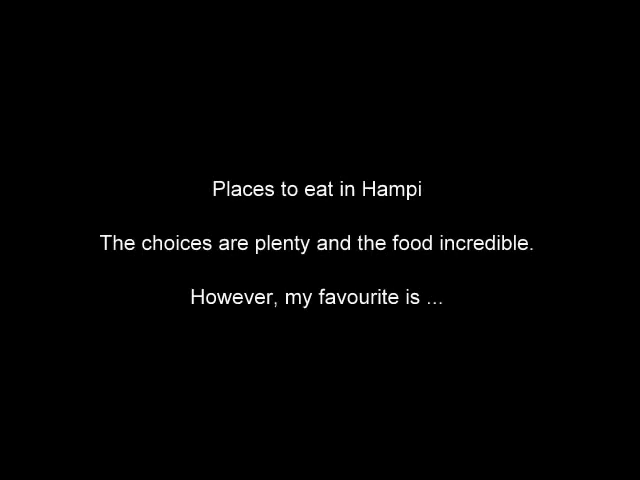 Places to eat in Hampi
The choices are plenty and the food incredible.
However, my favourite is ...